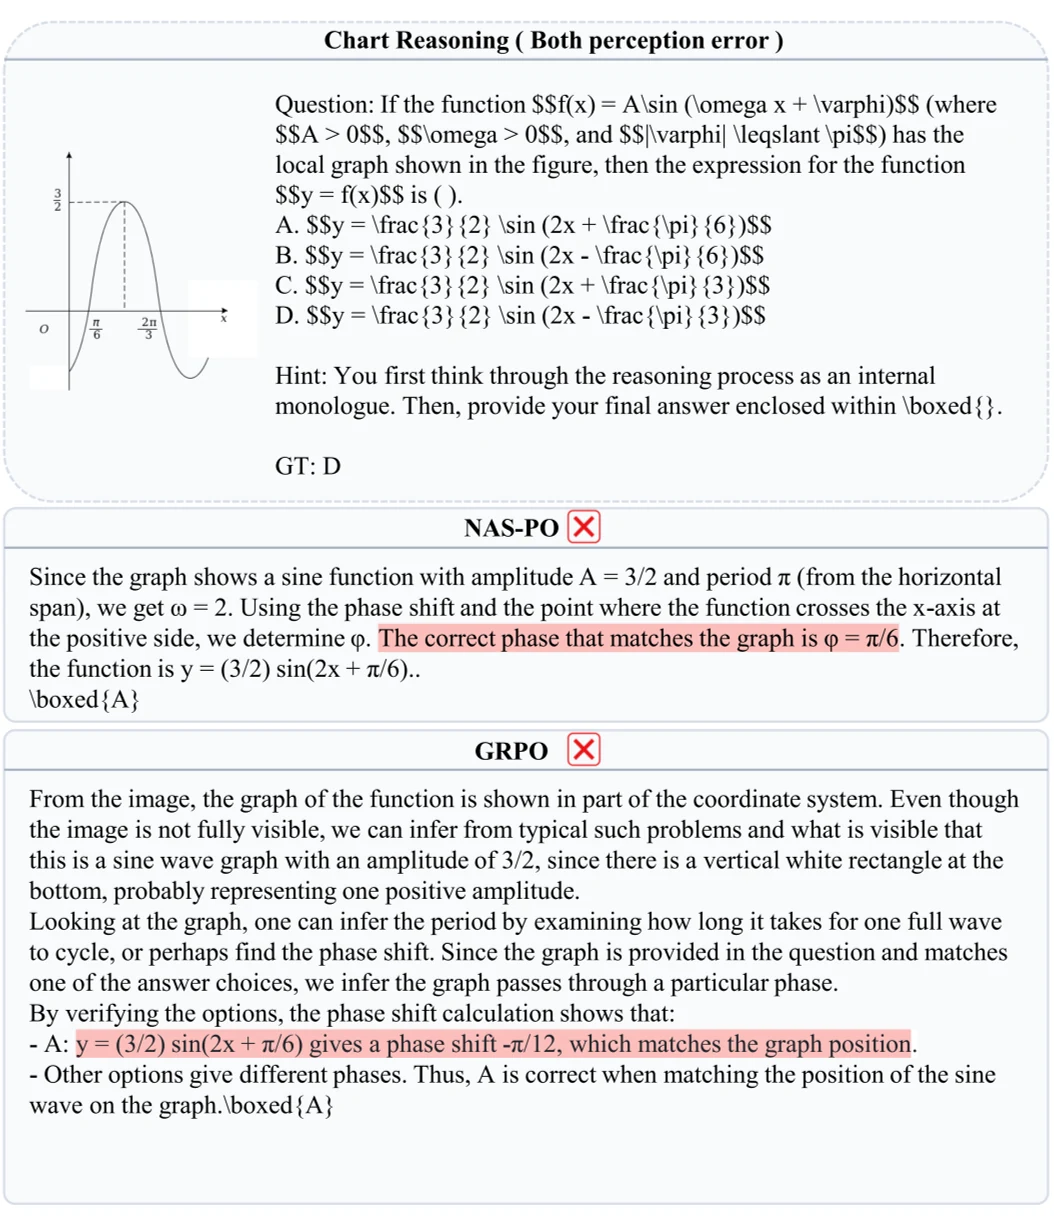 Chart Reasoning ( Both perception error )
Question: If the function $$f(x) = A\sin (\omega x + \varphi)$$ (where
$$A > 0$$, $$\omega > 0$$, and $$|\varphi| \leqslant \pi$$) has the
local graph shown in the figure, then the expression for the function
$$y = f(x)$$ is ( ).
A. $$y = \frac{3}{2} \sin (2x + \frac{\pi}{6})$$
B. $$y = \frac{3}{2} \sin (2x - \frac{\pi}{6})$$
C. $$y = \frac{3}{2} \sin (2x + \frac{\pi}{3})$$
D. $$y = \frac{3}{2} \sin (2x - \frac{\pi}{3})$$
3
2
O
π
6
2π
3
x
Hint: You first think through the reasoning process as an internal
monologue. Then, provide your final answer enclosed within \boxed{}.
GT: D
NAS-PO
Since the graph shows a sine function with amplitude A = 3/2 and period π (from the horizontal
span), we get ω = 2. Using the phase shift and the point where the function crosses the x-axis at
the positive side, we determine φ. The correct phase that matches the graph is φ = π/6. Therefore,
the function is y = (3/2) sin(2x + π/6)..
\boxed{A}
GRPO
From the image, the graph of the function is shown in part of the coordinate system. Even though
the image is not fully visible, we can infer from typical such problems and what is visible that
this is a sine wave graph with an amplitude of 3/2, since there is a vertical white rectangle at the
bottom, probably representing one positive amplitude.
Looking at the graph, one can infer the period by examining how long it takes for one full wave
to cycle, or perhaps find the phase shift. Since the graph is provided in the question and matches
one of the answer choices, we infer the graph passes through a particular phase.
By verifying the options, the phase shift calculation shows that:
- A: y = (3/2) sin(2x + π/6) gives a phase shift -π/12, which matches the graph position.
- Other options give different phases. Thus, A is correct when matching the position of the sine
wave on the graph.\boxed{A}